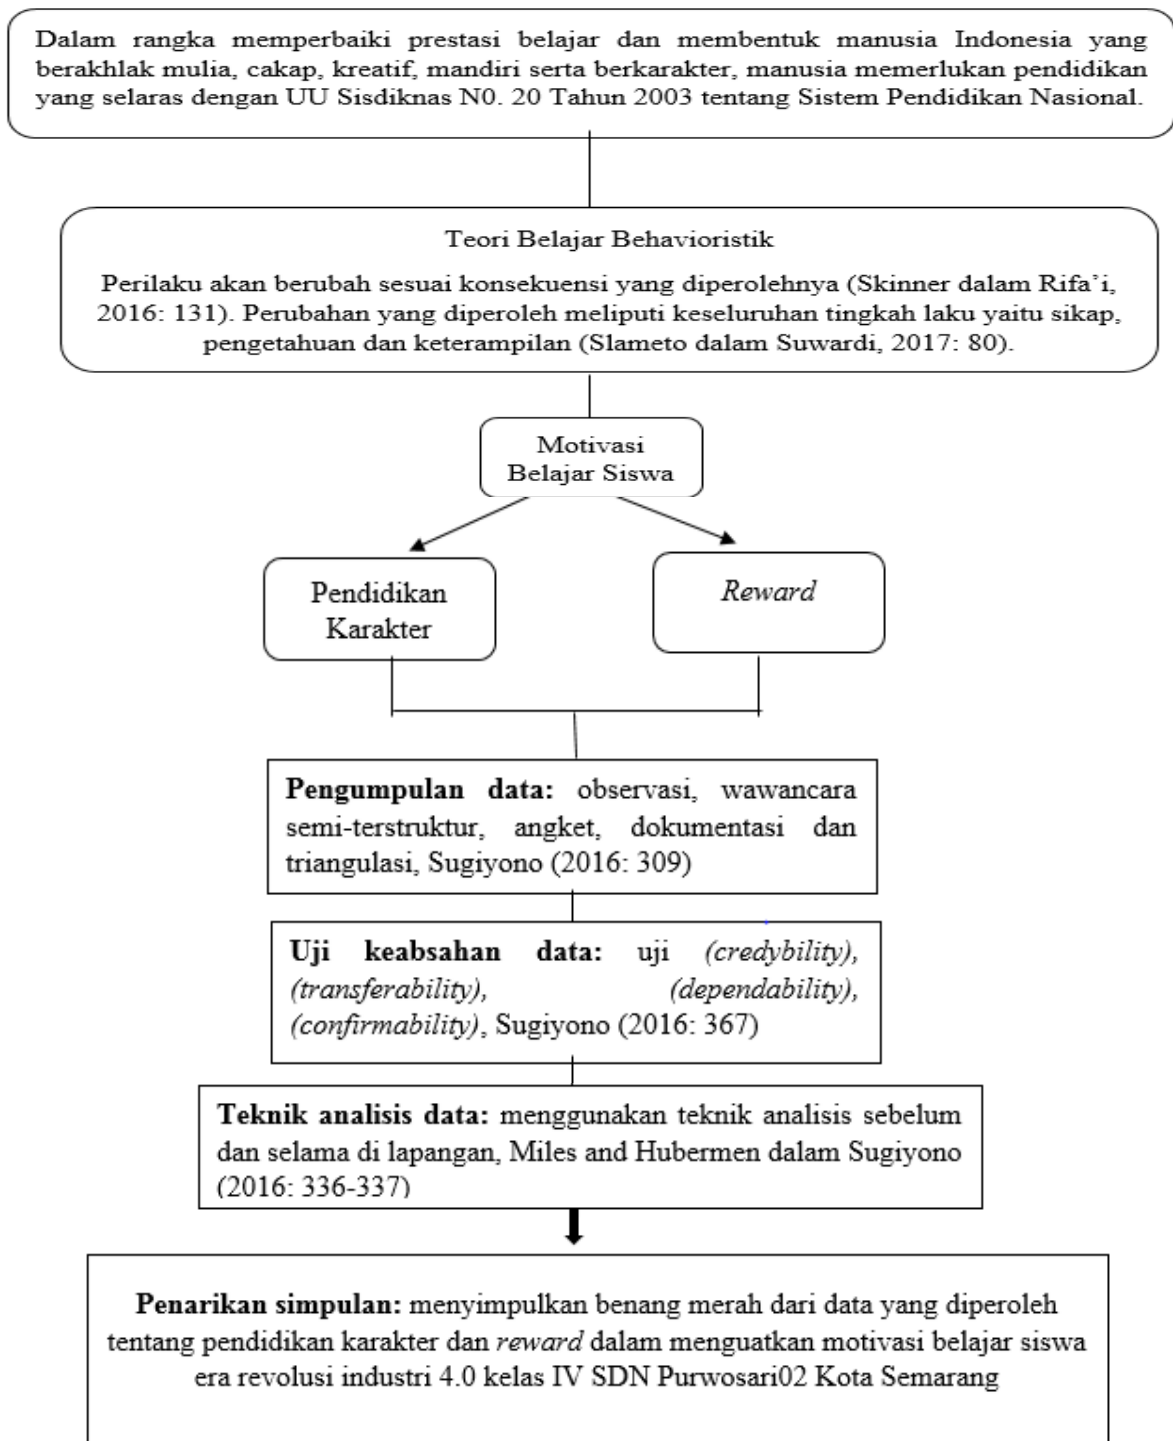 Dalam rangka memperbaiki prestasi belajar dan membentuk manusia Indonesia yang
berakhlak mulia, cakap, kreatif, mandiri serta berkarakter, manusia memerlukan pendidikan
yang selaras dengan UU Sisdiknas N0. 20 Tahun 2003 tentang Sistem Pendidikan Nasional.
Teori Belajar Behavioristik
Perilaku akan berubah sesuai konsekuensi yang diperolehnya (Skinner dalam Rifa’i,
2016: 131). Perubahan yang diperoleh meliputi keseluruhan tingkah laku yaitu sikap,
pengetahuan dan keterampilan (Slameto dalam Suwardi, 2017: 80).
Motivasi
Belajar Siswa
Pendidikan
Karakter
Reward
Pengumpulan data: observasi, wawancara
semi-terstruktur, angket, dokumentasi dan
triangulasi, Sugiyono (2016: 309)
Uji keabsahan data: uji (credybility),
(transferability), (dependability),
(confirmability), Sugiyono (2016: 367)
Teknik analisis data: menggunakan teknik analisis sebelum
dan selama di lapangan, Miles and Hubermen dalam Sugiyono
(2016: 336-337)
Penarikan simpulan: menyimpulkan benang merah dari data yang diperoleh
tentang pendidikan karakter dan reward dalam menguatkan motivasi belajar siswa
era revolusi industri 4.0 kelas IV SDN Purwosari02 Kota Semarang